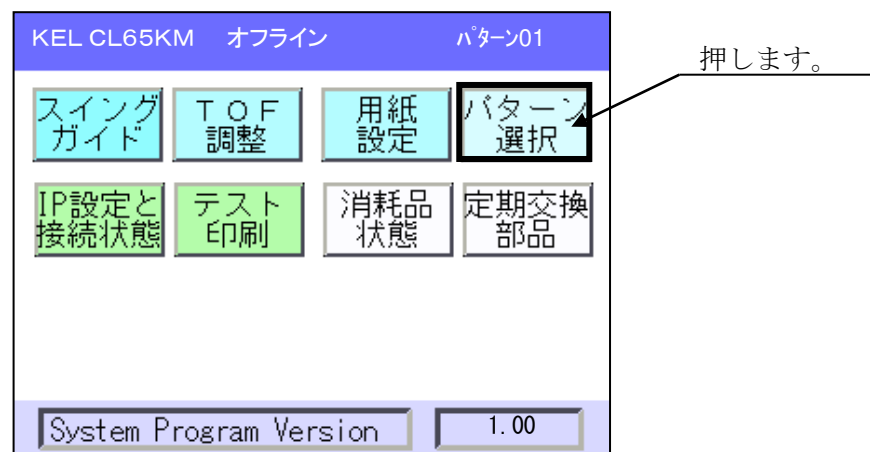 KEL CL65KM オフライン ﾊﾟﾀｰﾝ01
押します。
スイング
ガイド
ＴＯＦ
調整
用紙
設定
パターン
選択
IP設定と
接続状態
テスト
印刷
消耗品
状態
定期交換
部品
System Program Version 1.00